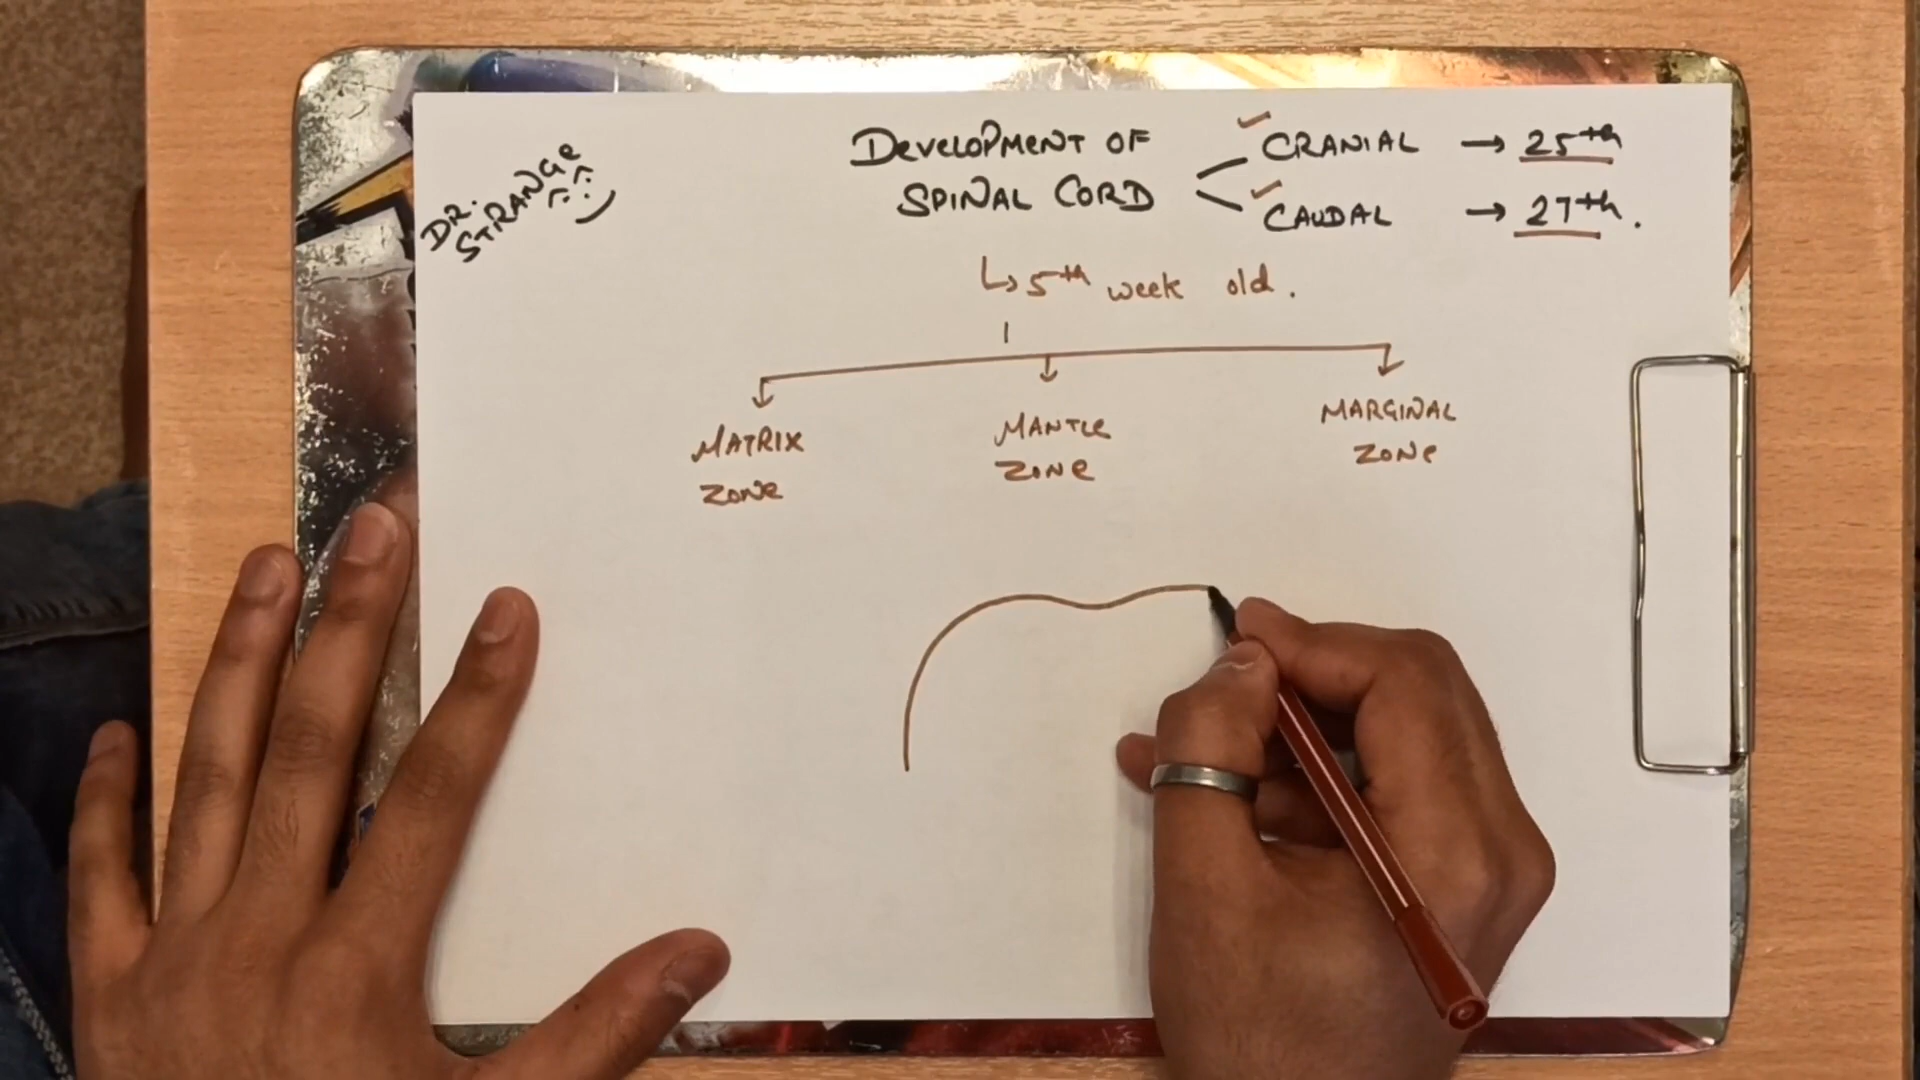 DR.
STRANGE
DEVELOPMENT OF
SPINAL CORD
CRANIAL → 25th
CAUDAL → 27th.
↳ 5th week old.
MATRIX
ZONE
MANTLE
ZONE
MARGINAL
ZONE